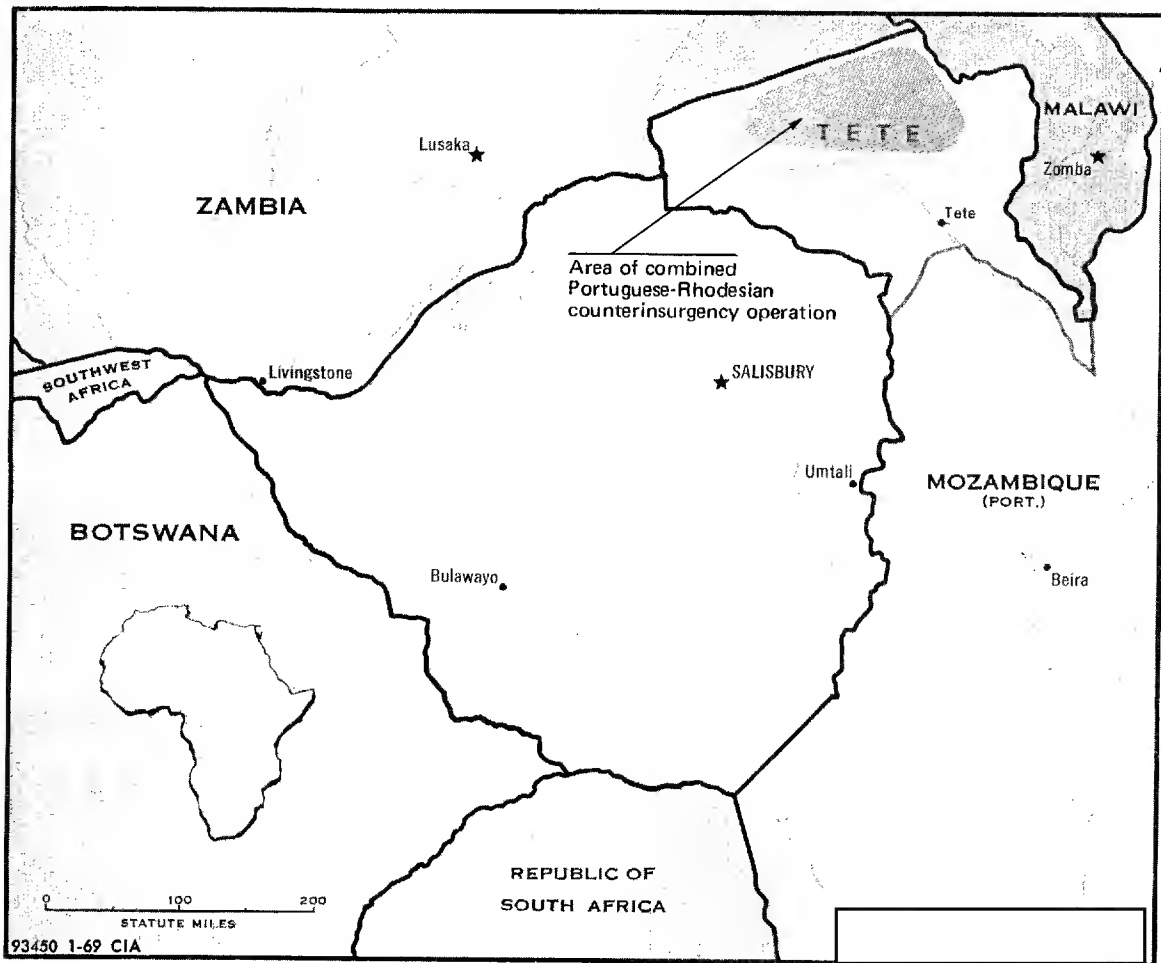 MALAWI
TETE
Lusaka
Zomba
ZAMBIA
Tete
Area of combined
Portuguese-Rhodesian
counterinsurgency operation
SOUTHWEST
AFRICA
Livingstone
SALISBURY
Umtali
MOZAMBIQUE
(PORT.)
BOTSWANA
Bulawayo
Beira
REPUBLIC OF
SOUTH AFRICA
0 100 200
STATUTE MILES
93450 1-69 CIA